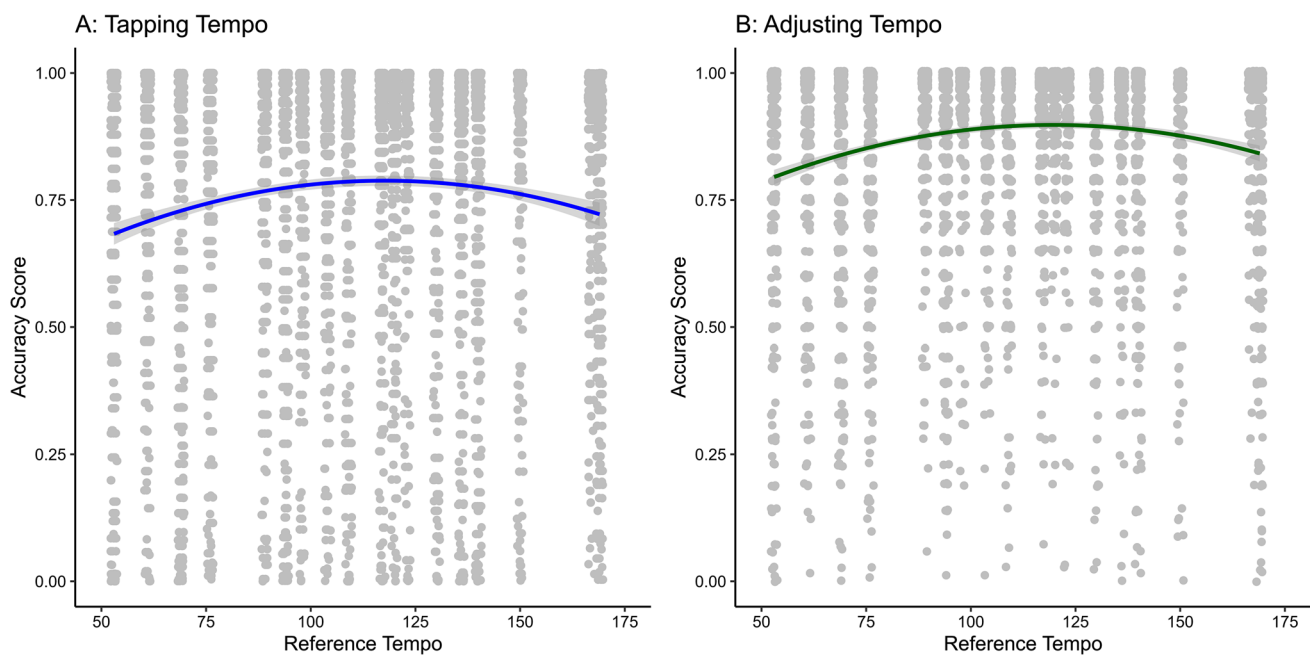 A: Tapping Tempo
B: Adjusting Tempo
Accuracy Score
1.00
0.75
0.50
0.25
0.00
50 75 100 125 150 175
Reference Tempo
Accuracy Score
1.00
0.75
0.50
0.25
0.00
50 75 100 125 150 175
Reference Tempo